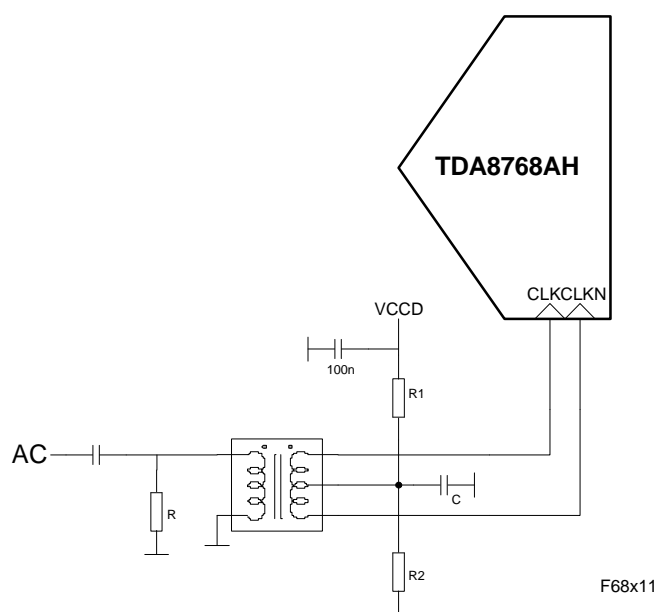 TDA8768AH
CLKCLKN
VCCD
100n
R1
AC
C
R
R2
F68x11